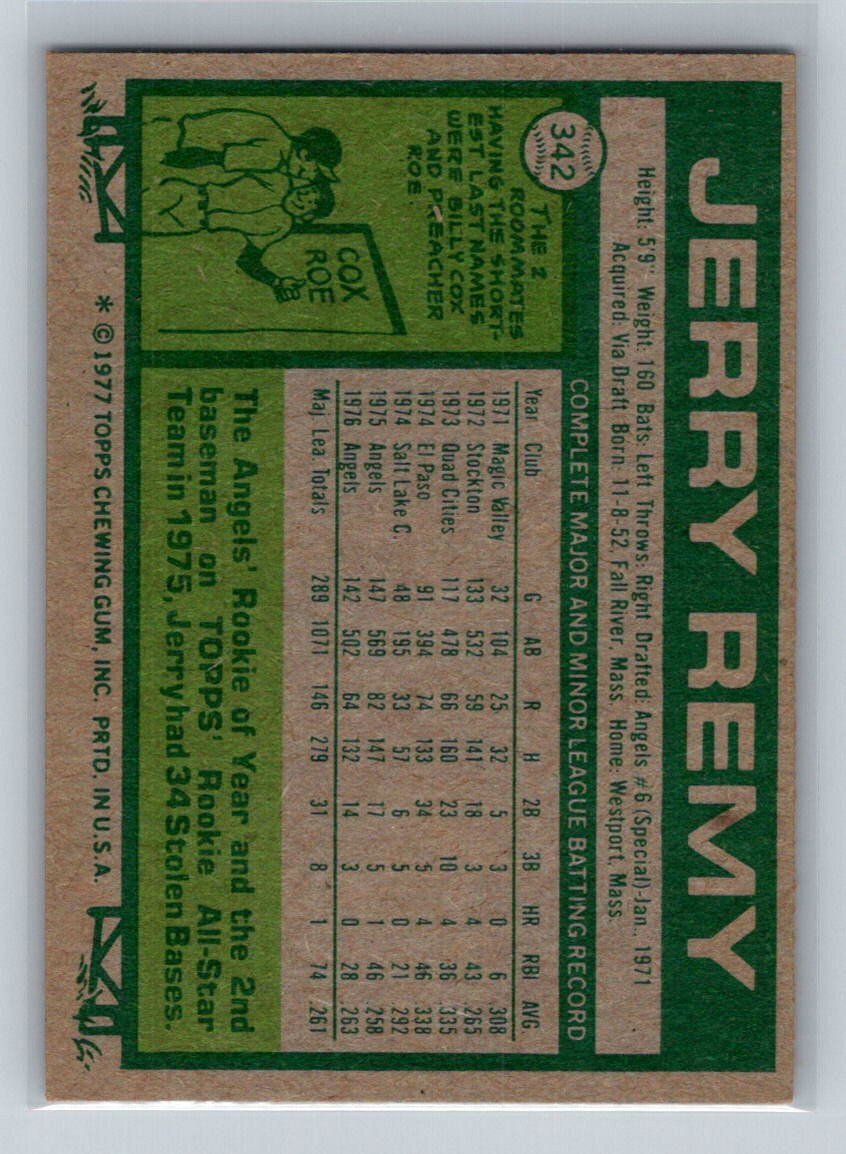 JERRY REMY
Height: 5'9" Weight: 160 Bats: Left Throws: Right Drafted: Angels #6 (Special)-Jan., 1971
Acquired: Via Draft Born: 11-8-52, Fall River, Mass. Home: Westport, Mass.
342
THE 2
ROOMMATES
HAVING THE SHORT-
EST LAST NAMES
WERE BILLY COX
AND PREACHER
ROE.
COX
ROE
COMPLETE MAJOR AND MINOR LEAGUE BATTING RECORD
Year Club G AB R H 2B 3B HR RBI AVG.
1971 Magic Valley 32 104 25 32 5 3 0 6 .308
1972 Stockton 133 532 59 141 18 3 4 43 .265
1973 Quad Cities 117 478 66 160 23 10 4 36 .335
1974 El Paso 91 394 74 133 34 5 4 46 .338
1974 Salt Lake C. 48 195 33 57 6 5 0 21 .292
1975 Angels 147 569 82 147 17 5 1 46 .258
1976 Angels 142 502 64 132 14 3 0 28 .263
Maj. Lea. Totals 289 1071 146 279 31 8 1 74 .261
The Angels' Rookie of Year and the 2nd
baseman on TOPPS' Rookie All-Star
Team in 1975, Jerry had 34 Stolen Bases.
* © 1977 TOPPS CHEWING GUM, INC. PRTD. IN U.S.A.